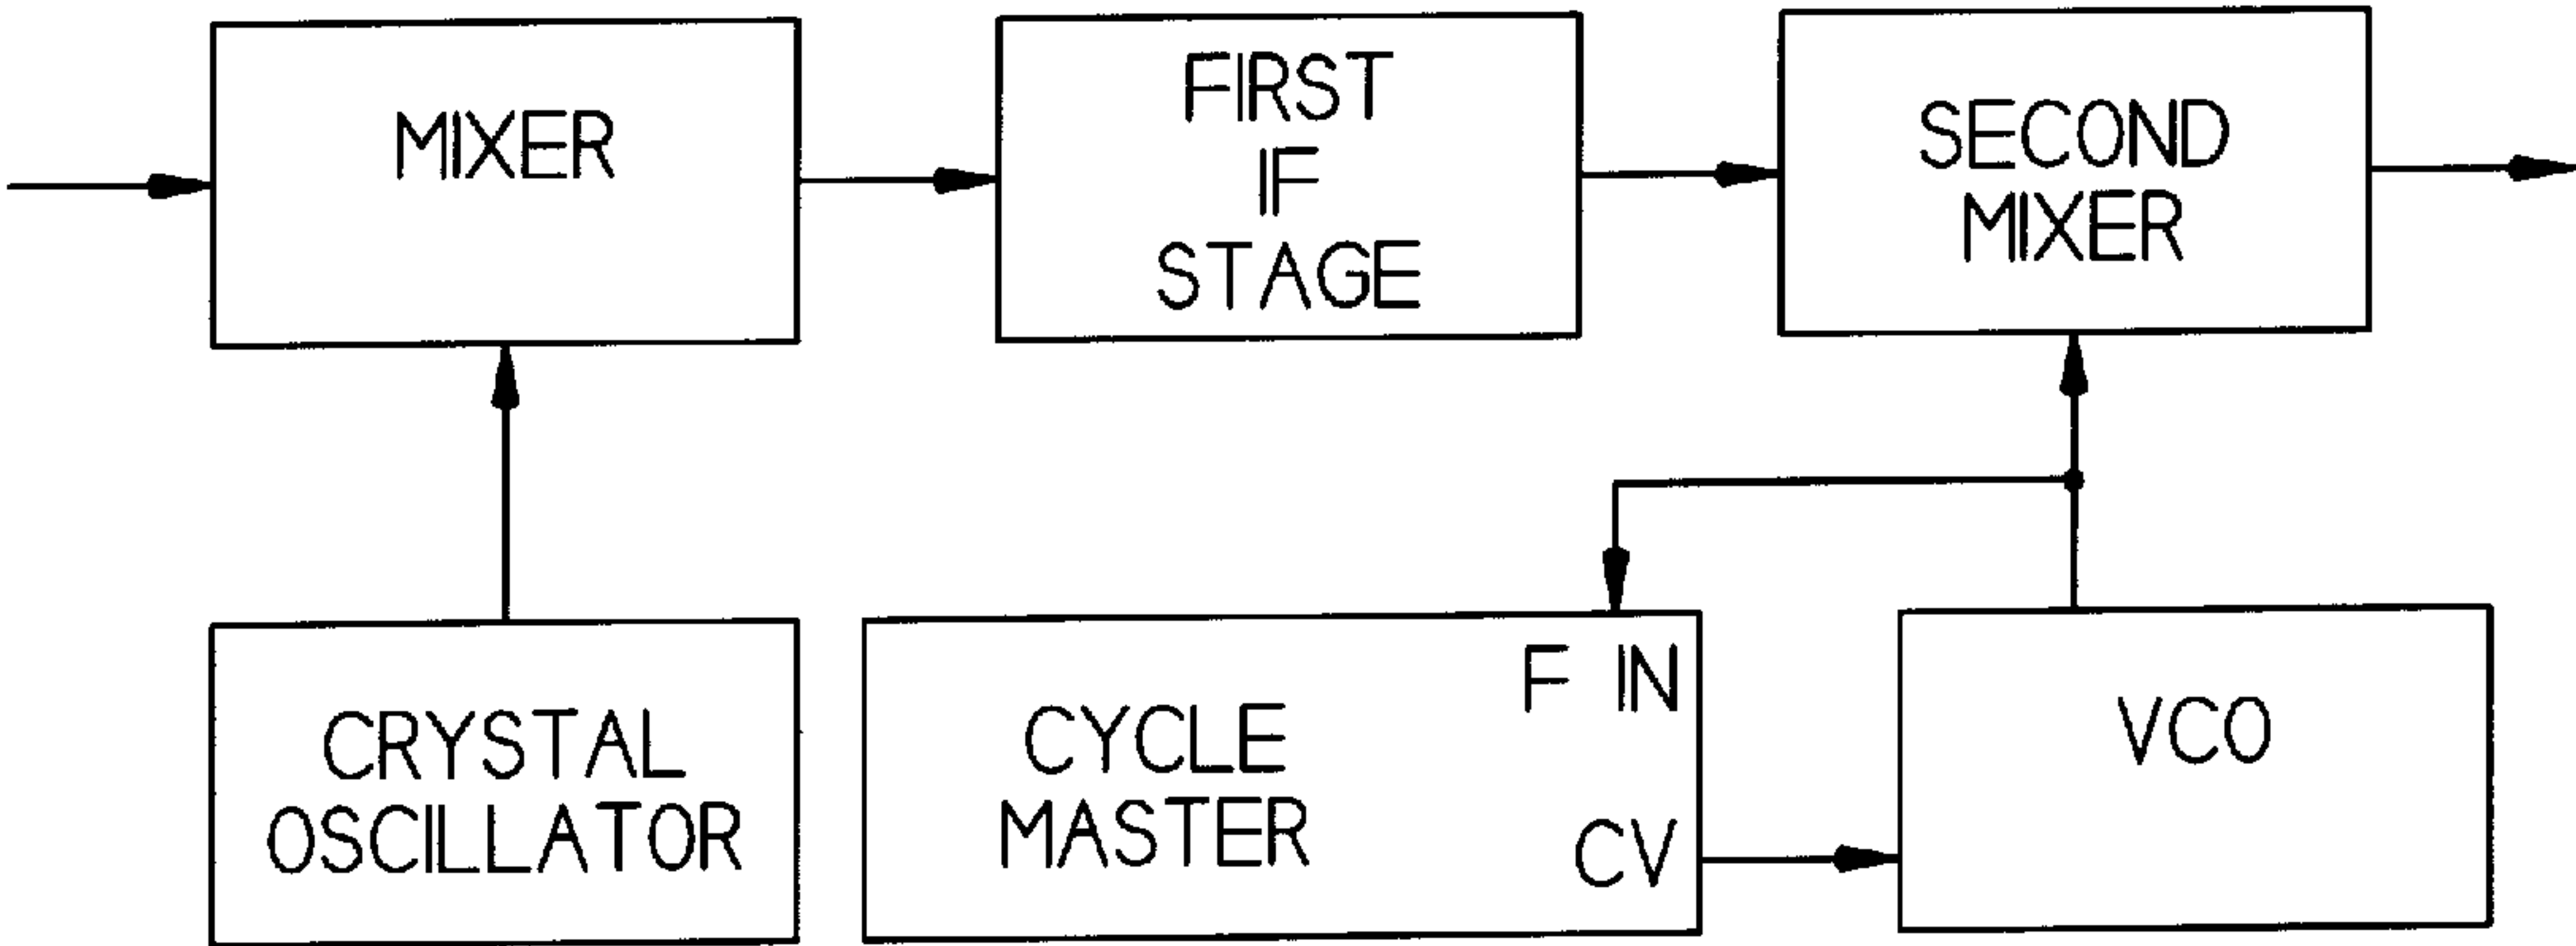 MIXER
FIRST
IF
STAGE
SECOND
MIXER
CRYSTAL
OSCILLATOR
CYCLE
MASTER
F IN
CV
VCO